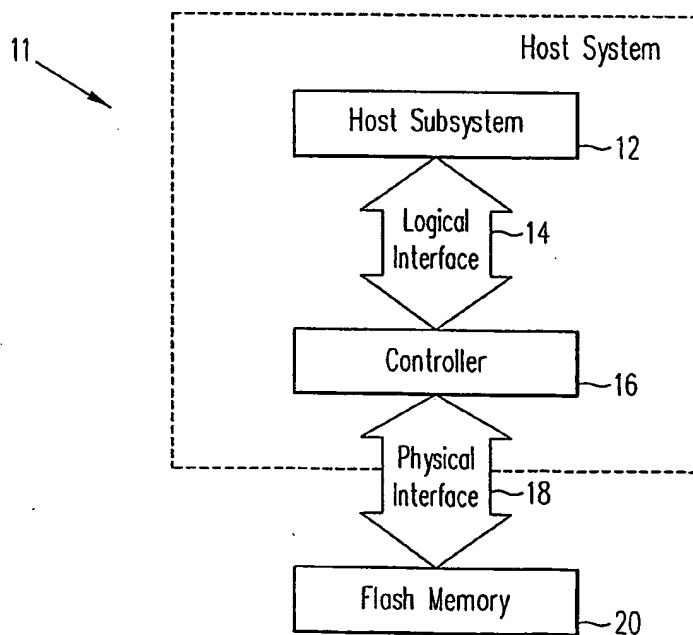 11
Host System
Host Subsystem
12
Logical
Interface
14
Controller
16
Physical
Interface
18
Flash Memory
20